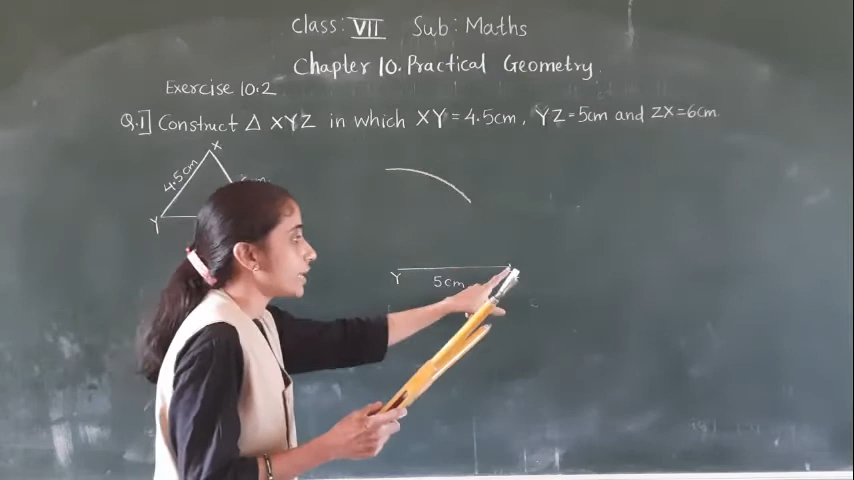 Class: VII Sub: Maths
Chapter 10. Practical Geometry.
Exercise 10.2
Q.1] Construct △ XYZ in which XY = 4.5cm, YZ = 5cm and ZX = 6cm
X
4.5cm
Y
Y
5cm